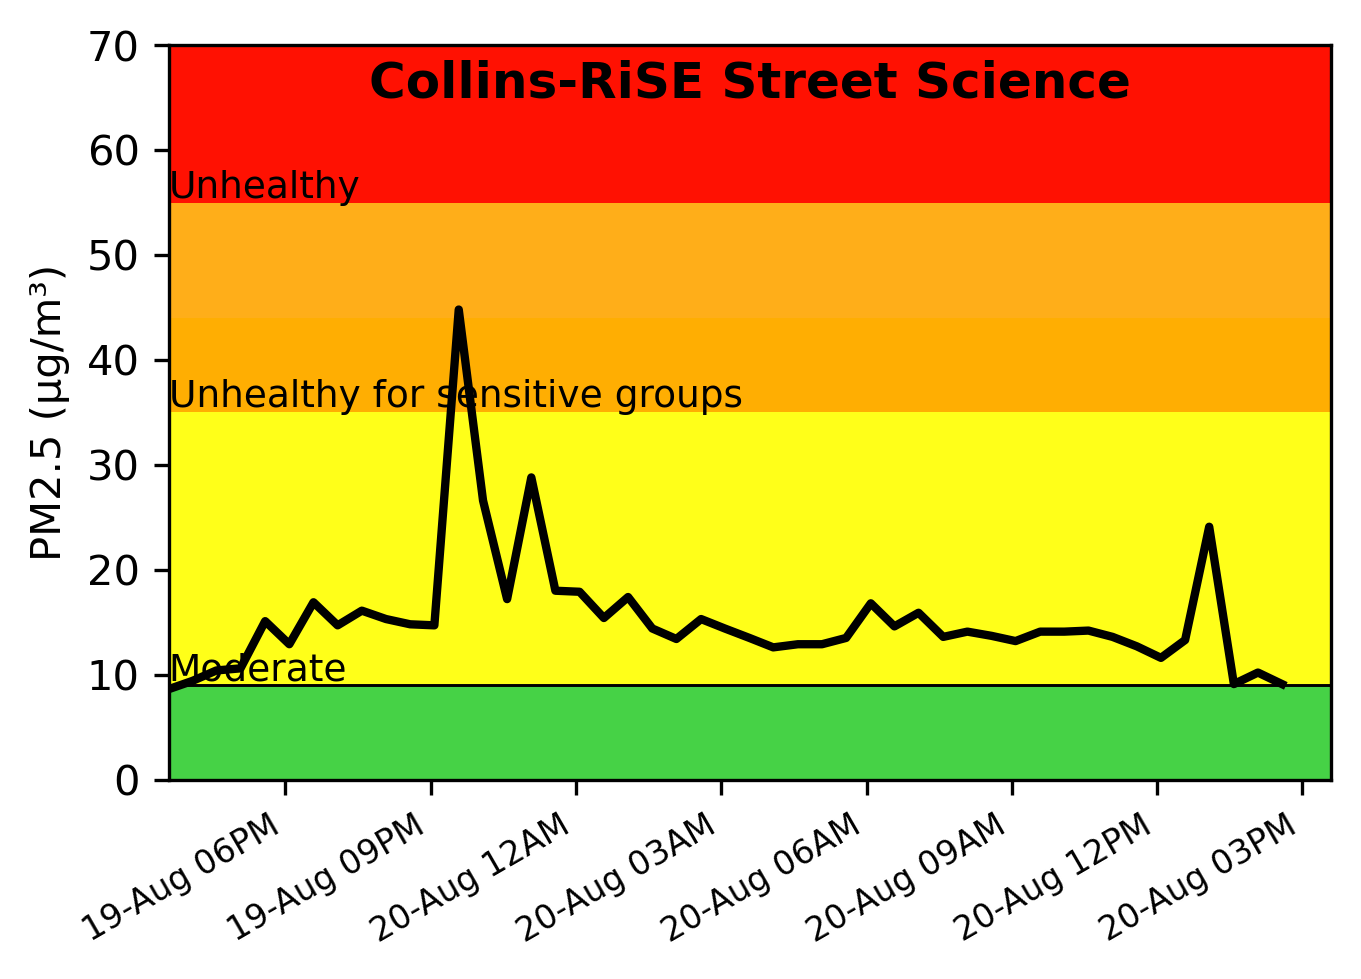 Collins-RiSE Street Science
70
60
50
40
30
20
10
0
PM2.5 (µg/m³)
Unhealthy
Unhealthy for sensitive groups
Moderate
19-Aug 06PM
19-Aug 09PM
20-Aug 12AM
20-Aug 03AM
20-Aug 06AM
20-Aug 09AM
20-Aug 12PM
20-Aug 03PM